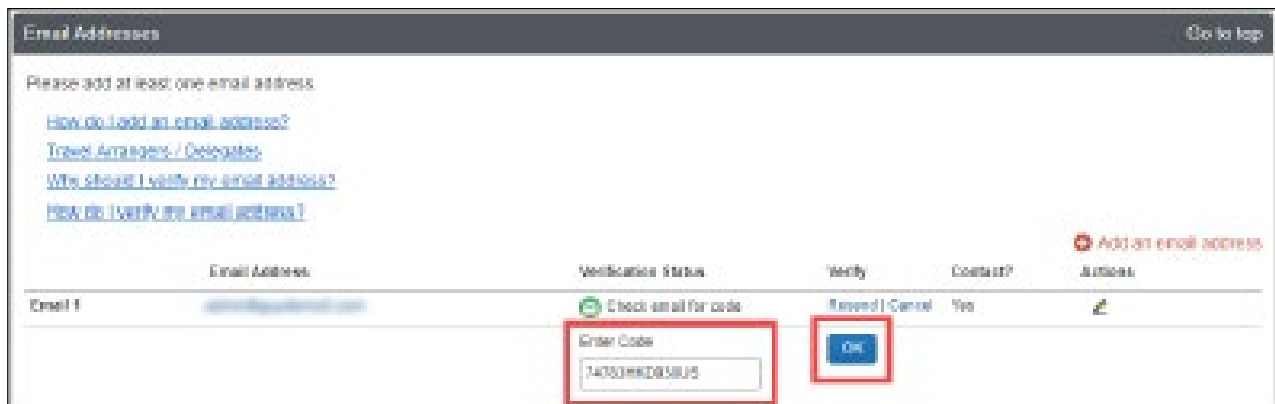 Email Addresses
Go to top
Please add at least one email address.
How do I add an email address?
Travel Arrangers / Delegates
Why should I verify my email address?
How do I verify my email address?
Add an email address
Email Address Verification Status Verify Contact? Actions
Email 1 Check email for code Resend | Cancel Yes
Enter Code
OK